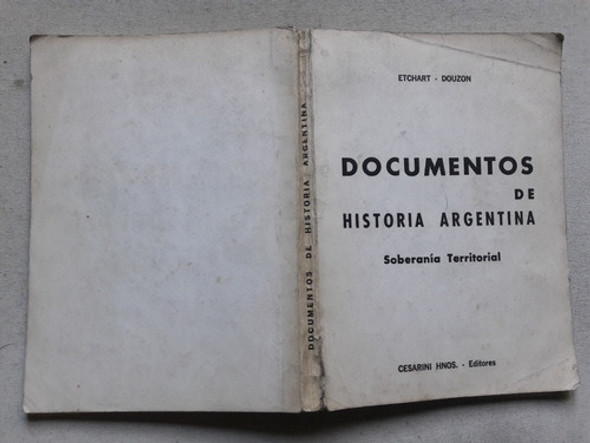 DOCUMENTOS DE HISTORIA ARGENTINA
ETCHART - DOUZON
DOCUMENTOS
DE
HISTORIA ARGENTINA
Soberanía Territorial
CESARINI HNOS. - Editores